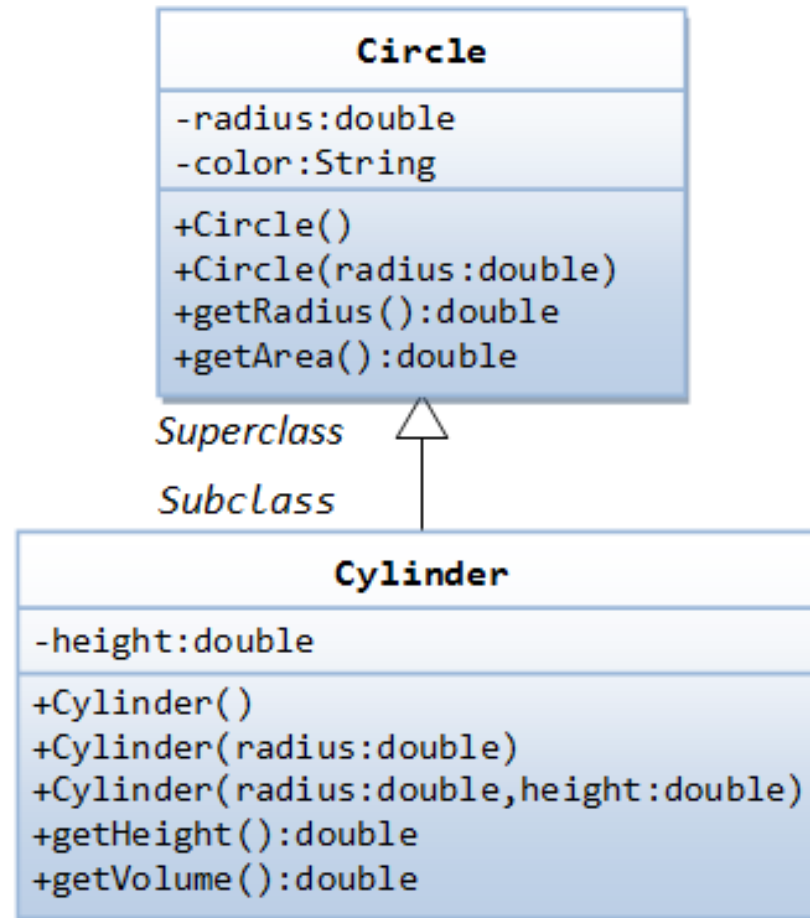 Circle
-radius:double
-color:String
+Circle()
+Circle(radius:double)
+getRadius():double
+getArea():double
Superclass
Subclass
Cylinder
-height:double
+Cylinder()
+Cylinder(radius:double)
+Cylinder(radius:double,height:double)
+getHeight():double
+getVolume():double